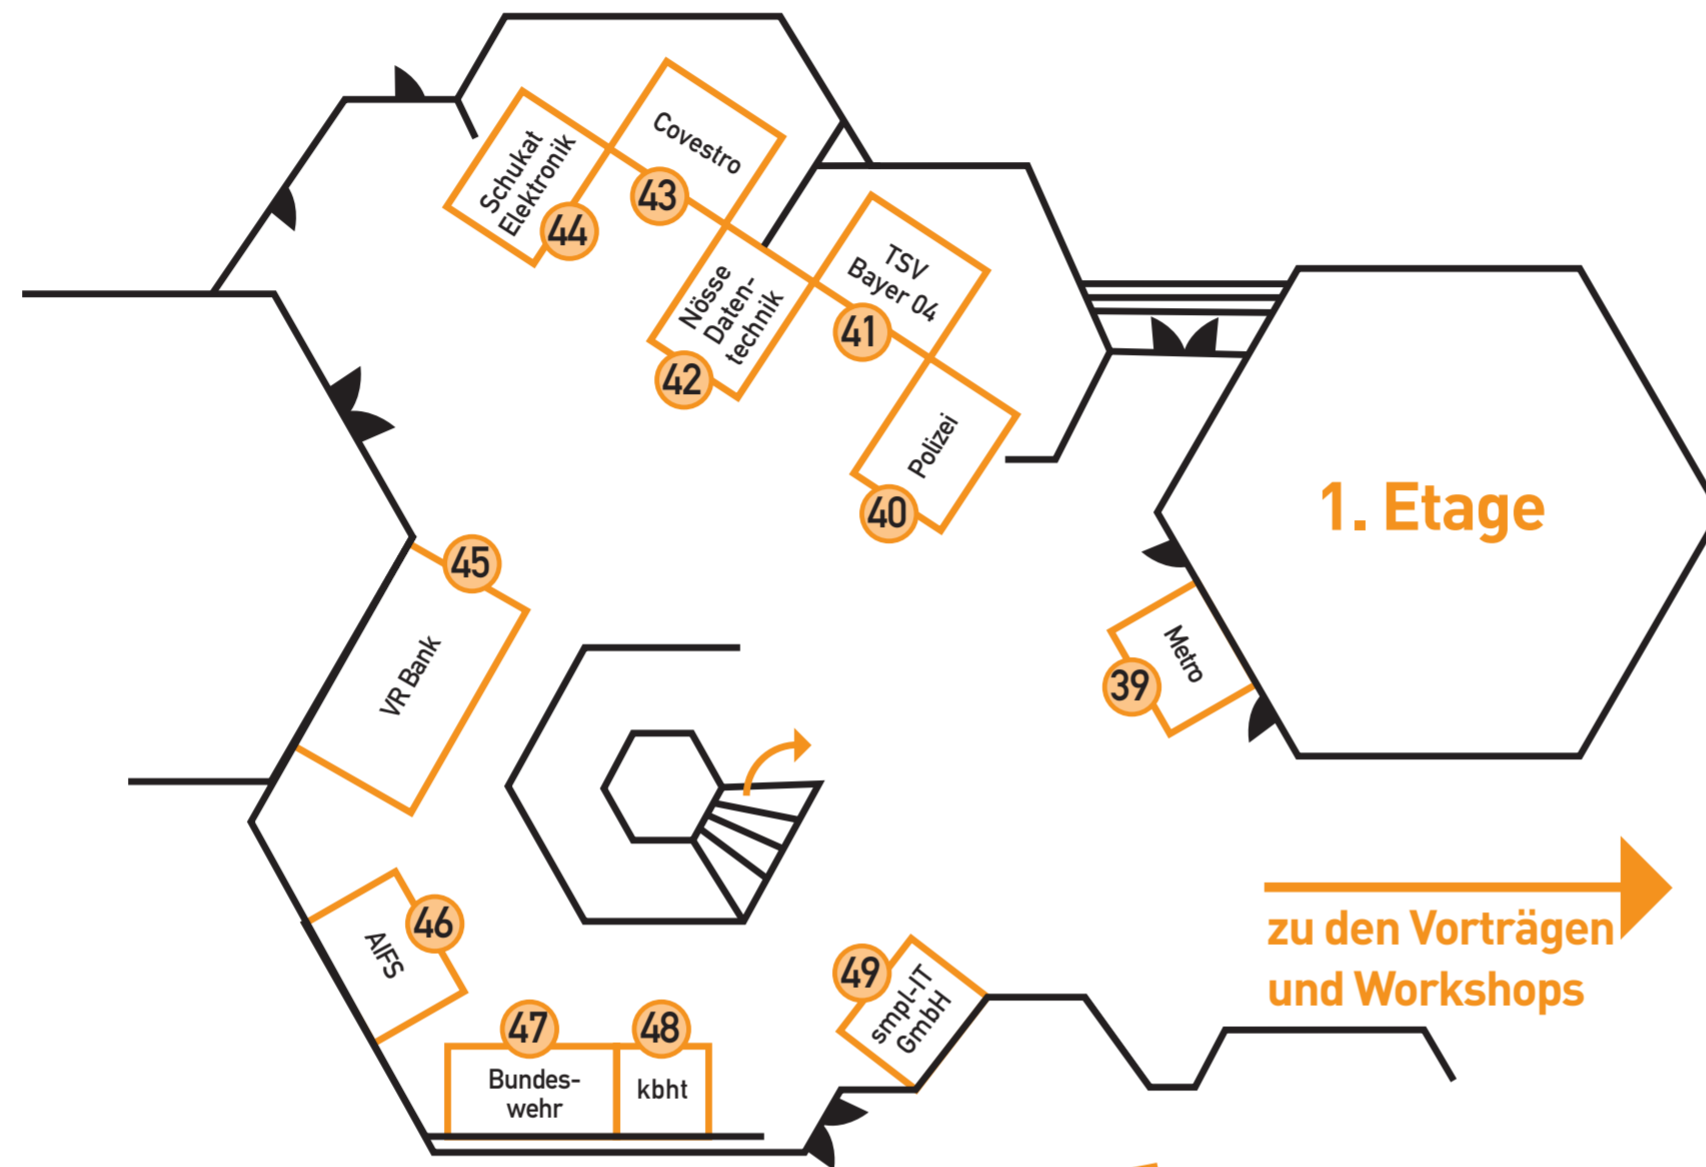 Covestro
43
Schukat
Elektronik
44
TSV
Bayer 04
41
Nösse
Daten-
technik
42
Polizei
40
1. Etage
45
VR Bank
Metro
39
46
AIFS
47
Bundes-
wehr
48
kbht
49
smpl-IT
GmbH
zu den Vorträgen
und Workshops